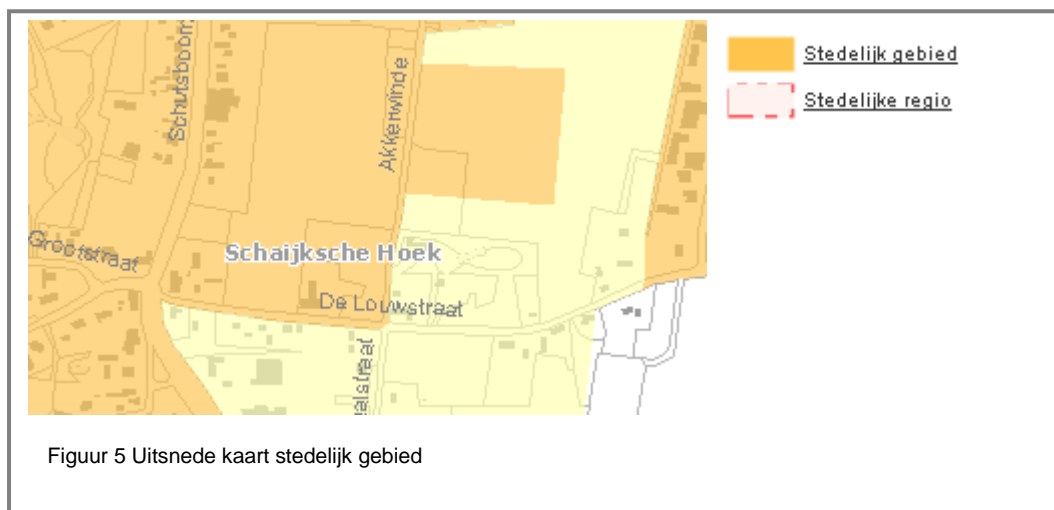 Schutsboom
Akkerwinde
Grootstraat
Schaijksche Hoek
De Louwstraat
Stedelijk gebied
Stedelijke regio
Figuur 5 Uitsnede kaart stedelijk gebied